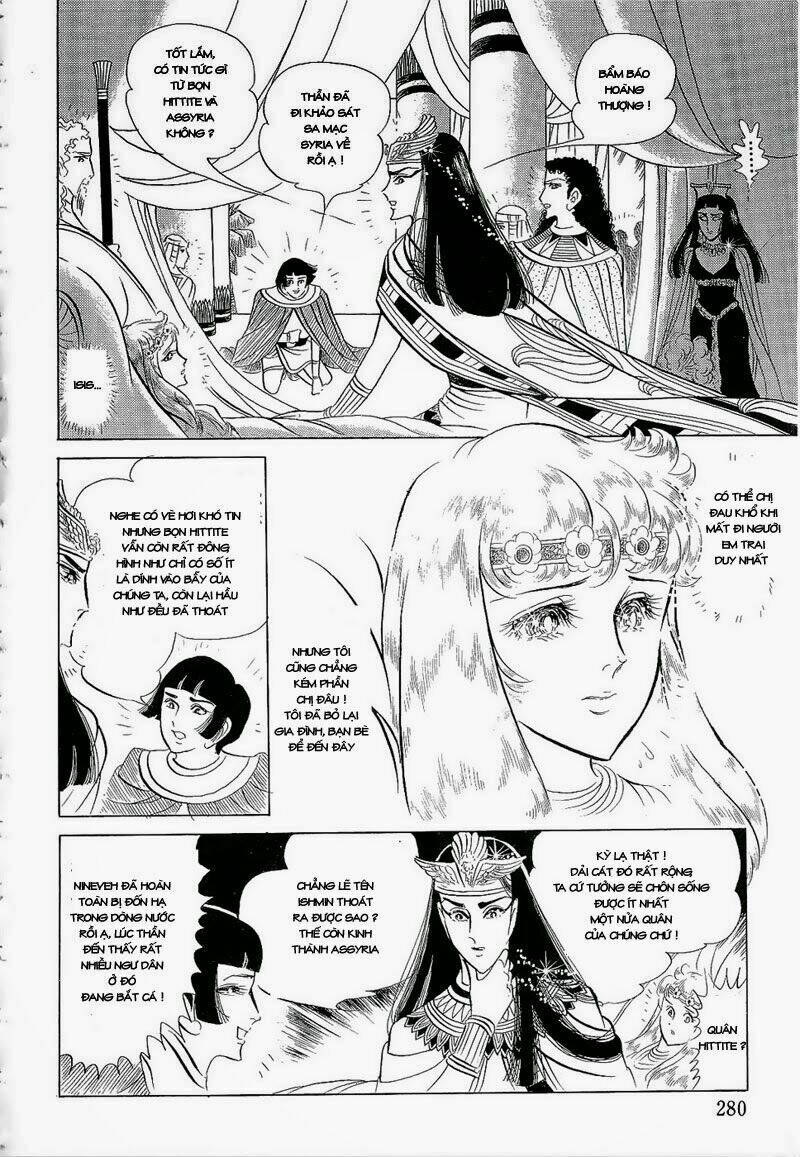 BẨM BÁO
HOÀNG
THƯỢNG !
THẦN ĐÃ
ĐI KHẢO SÁT
SA MẠC
SYRIA VỀ
RỒI Ạ !
TỐT LẮM,
CÓ TIN TỨC GÌ
TỪ BỌN
HITTITE VÀ
ASSYRIA
KHÔNG ?
ISIS...
CÓ THỂ CHỊ
ĐAU KHỔ KHI
MẤT ĐI NGƯỜI
EM TRAI
DUY NHẤT
NHƯNG TÔI
CŨNG CHẲNG
KÉM PHẦN
CHỊ ĐÂU !
TÔI ĐÃ BỎ LẠI
GIA ĐÌNH, BẠN BÈ
ĐỂ ĐẾN ĐÂY
NGHE CÓ VẺ HƠI KHÓ TIN
NHƯNG BỌN HITTITE
VẪN CÒN RẤT ĐÔNG,
HÌNH NHƯ CHỈ CÓ SỐ ÍT
LÀ DÍNH VÀO BẪY CỦA
CHÚNG TA, CÒN LẠI HẦU
NHƯ ĐỀU ĐÃ THOÁT
KỲ LẠ THẬT !
DẢI CÁT ĐÓ RẤT RỘNG,
TA CỨ TƯỞNG SẼ CHÔN SỐNG
ĐƯỢC ÍT NHẤT
MỘT NỬA QUÂN
CỦA CHÚNG CHỨ !
QUÂN
HITTITE ?
CHẲNG LẼ TÊN
ISHMIN THOÁT
RA ĐƯỢC SAO ?
THẾ CÒN KINH
THÀNH ASSYRIA
NINEVEH ĐÃ HOÀN
TOÀN BỊ ĐỐN HẠ
TRONG DÒNG NƯỚC
RỒI Ạ, LÚC THẦN
ĐẾN THẤY RẤT
NHIỀU NGƯ DÂN
Ở ĐÓ
ĐANG BẮT CÁ !
280